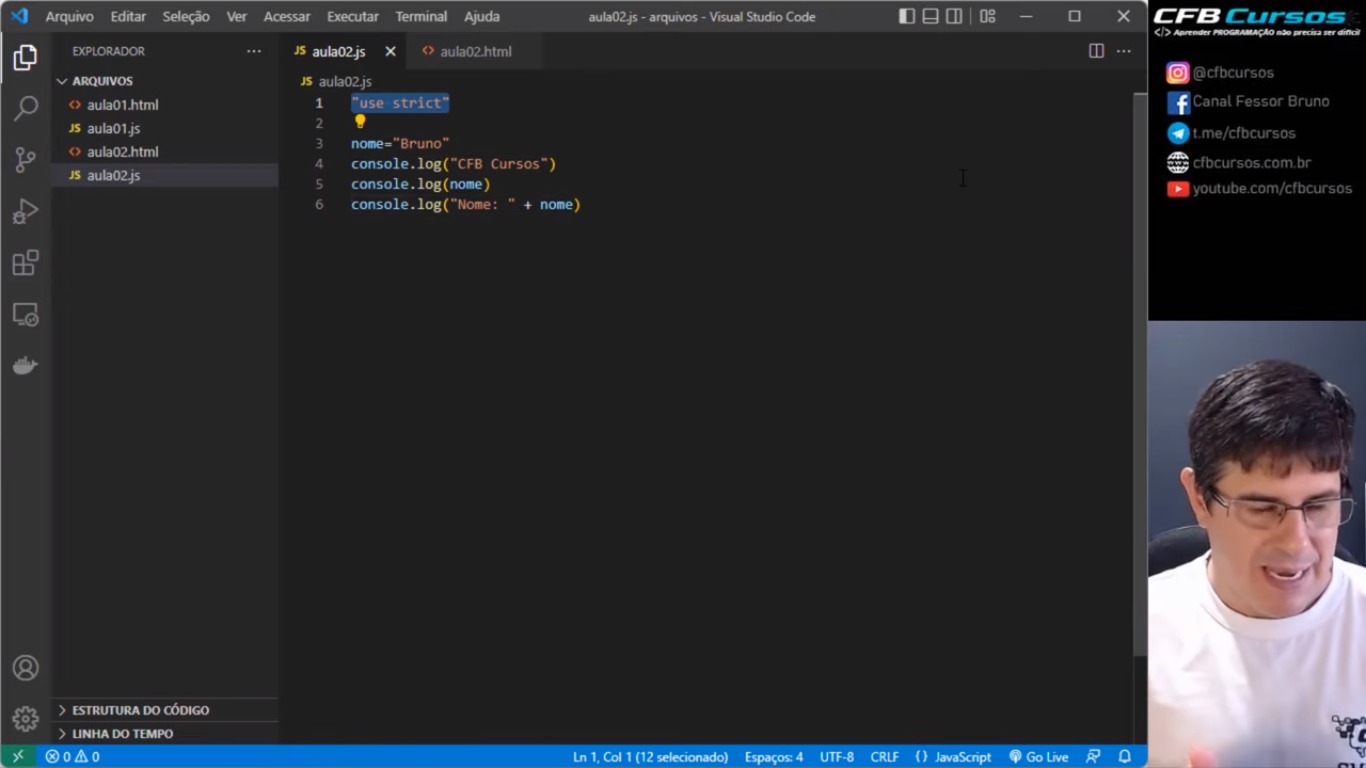 Arquivo Editar Seleção Ver Acessar Executar Terminal Ajuda
aula02.js - arquivos - Visual Studio Code
CFB Cursos
</> Aprender PROGRAMAÇÃO não precisa ser difícil
@cfbcursos
Canal Fessor Bruno
t.me/cfbcursos
cfbcursos.com.br
youtube.com/cfbcursos
EXPLORADOR
ARQUIVOS
aula01.html
JS aula01.js
aula02.html
JS aula02.js
ESTRUTURA DO CÓDIGO
LINHA DO TEMPO
JS aula02.js
aula02.html
JS aula02.js
1 "use strict"
2
3 nome="Bruno"
4 console.log("CFB Cursos")
5 console.log(nome)
6 console.log("Nome: " + nome)
0 0 Ln 1, Col 1 (12 selecionado) Espaços: 4 UTF-8 CRLF {} JavaScript Go Live